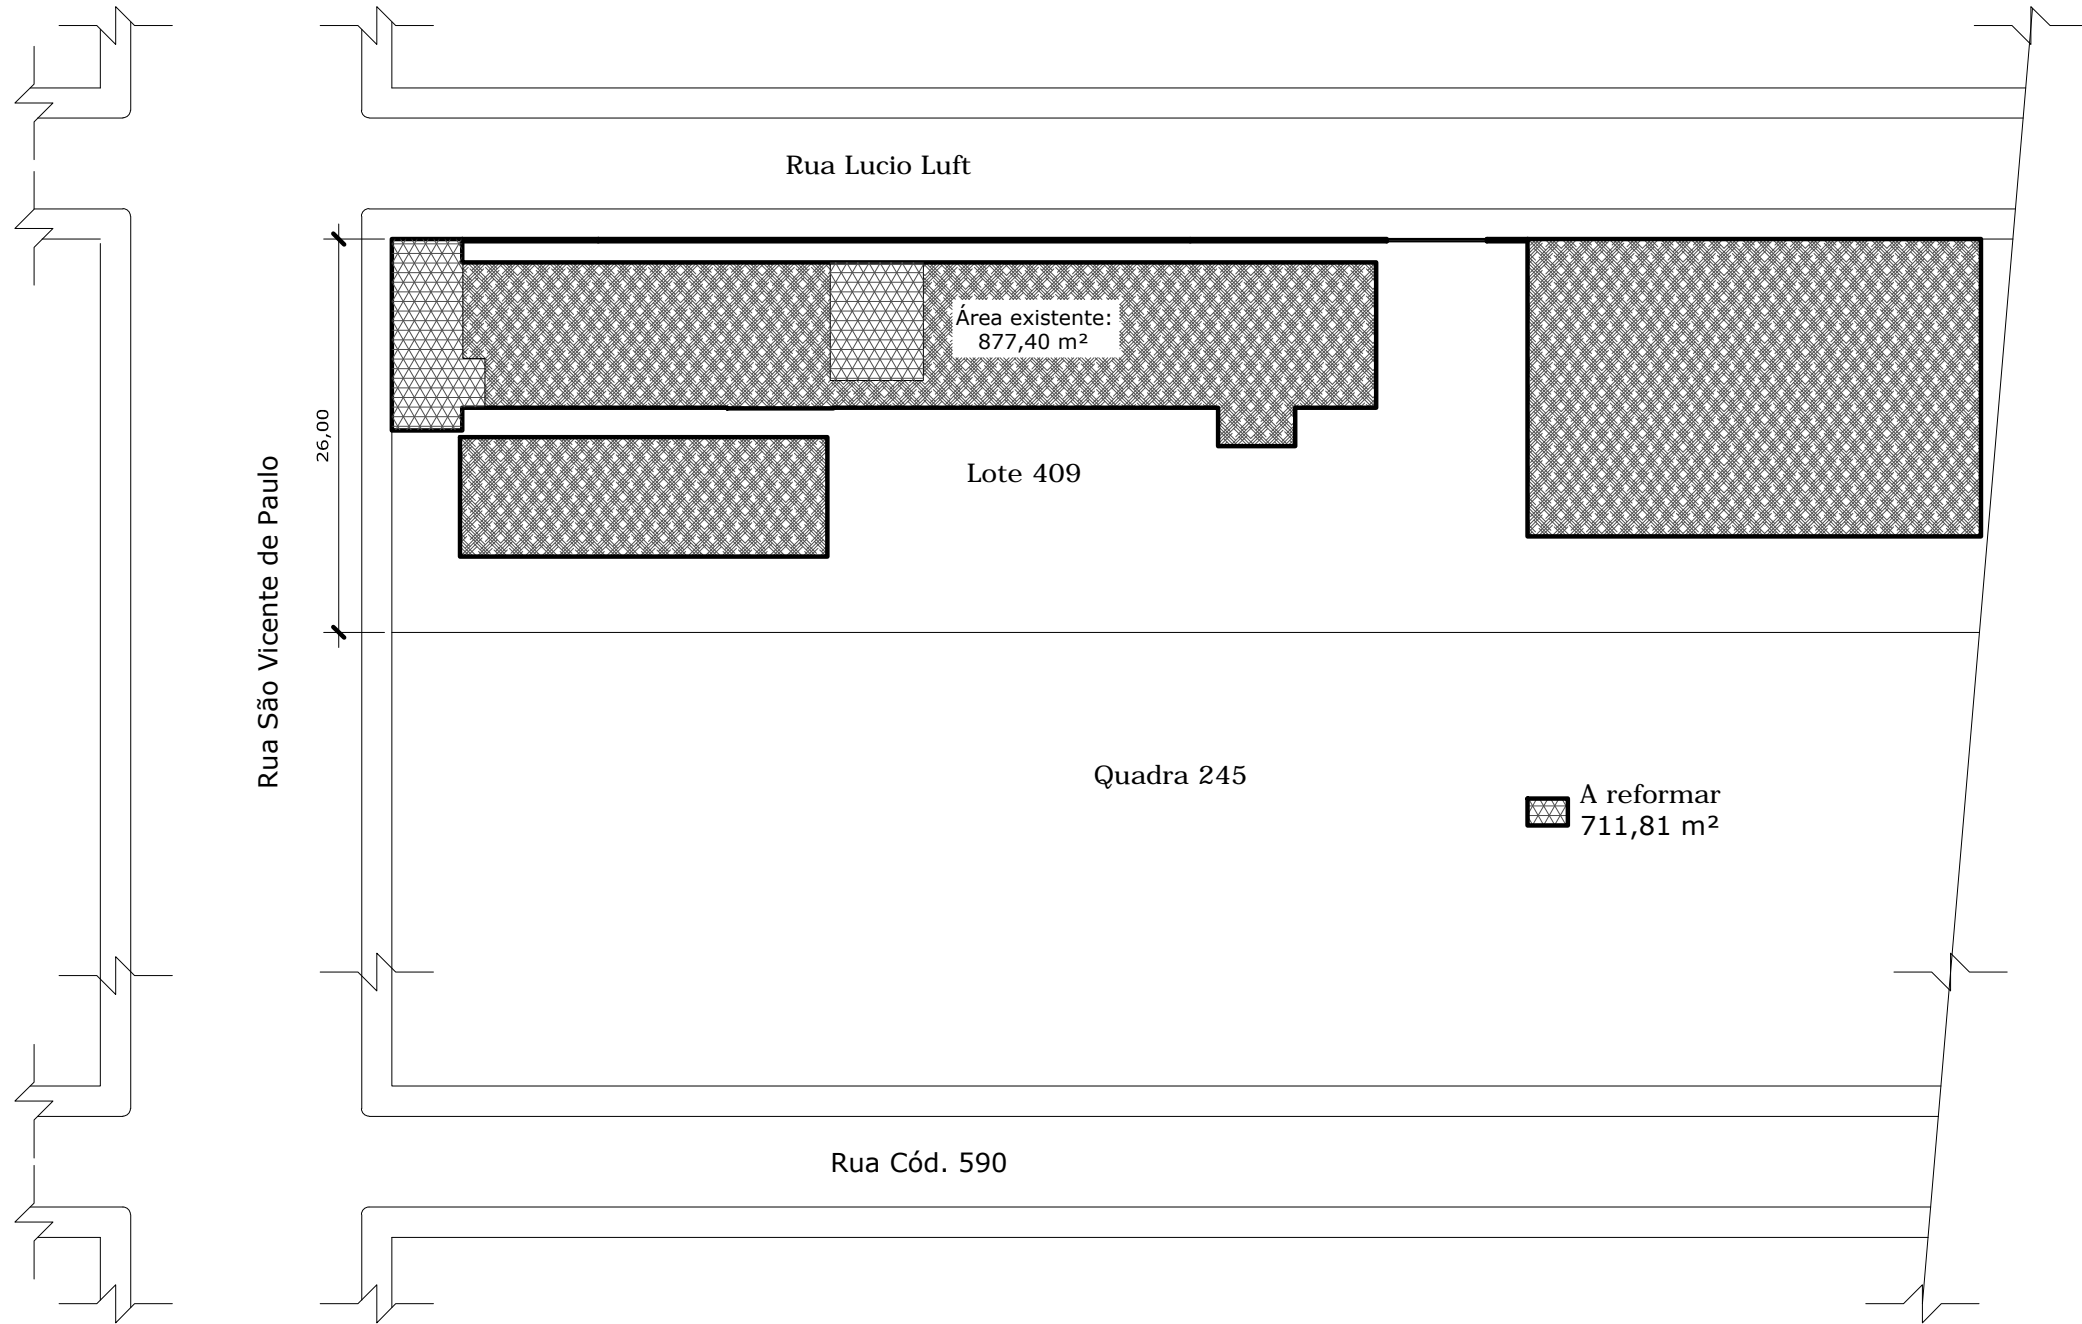 Rua Lucio Luft
Área existente:
877,40 m²
26,00
Lote 409
Rua São Vicente de Paulo
Quadra 245
A reformar
711,81 m²
Rua Cód. 590